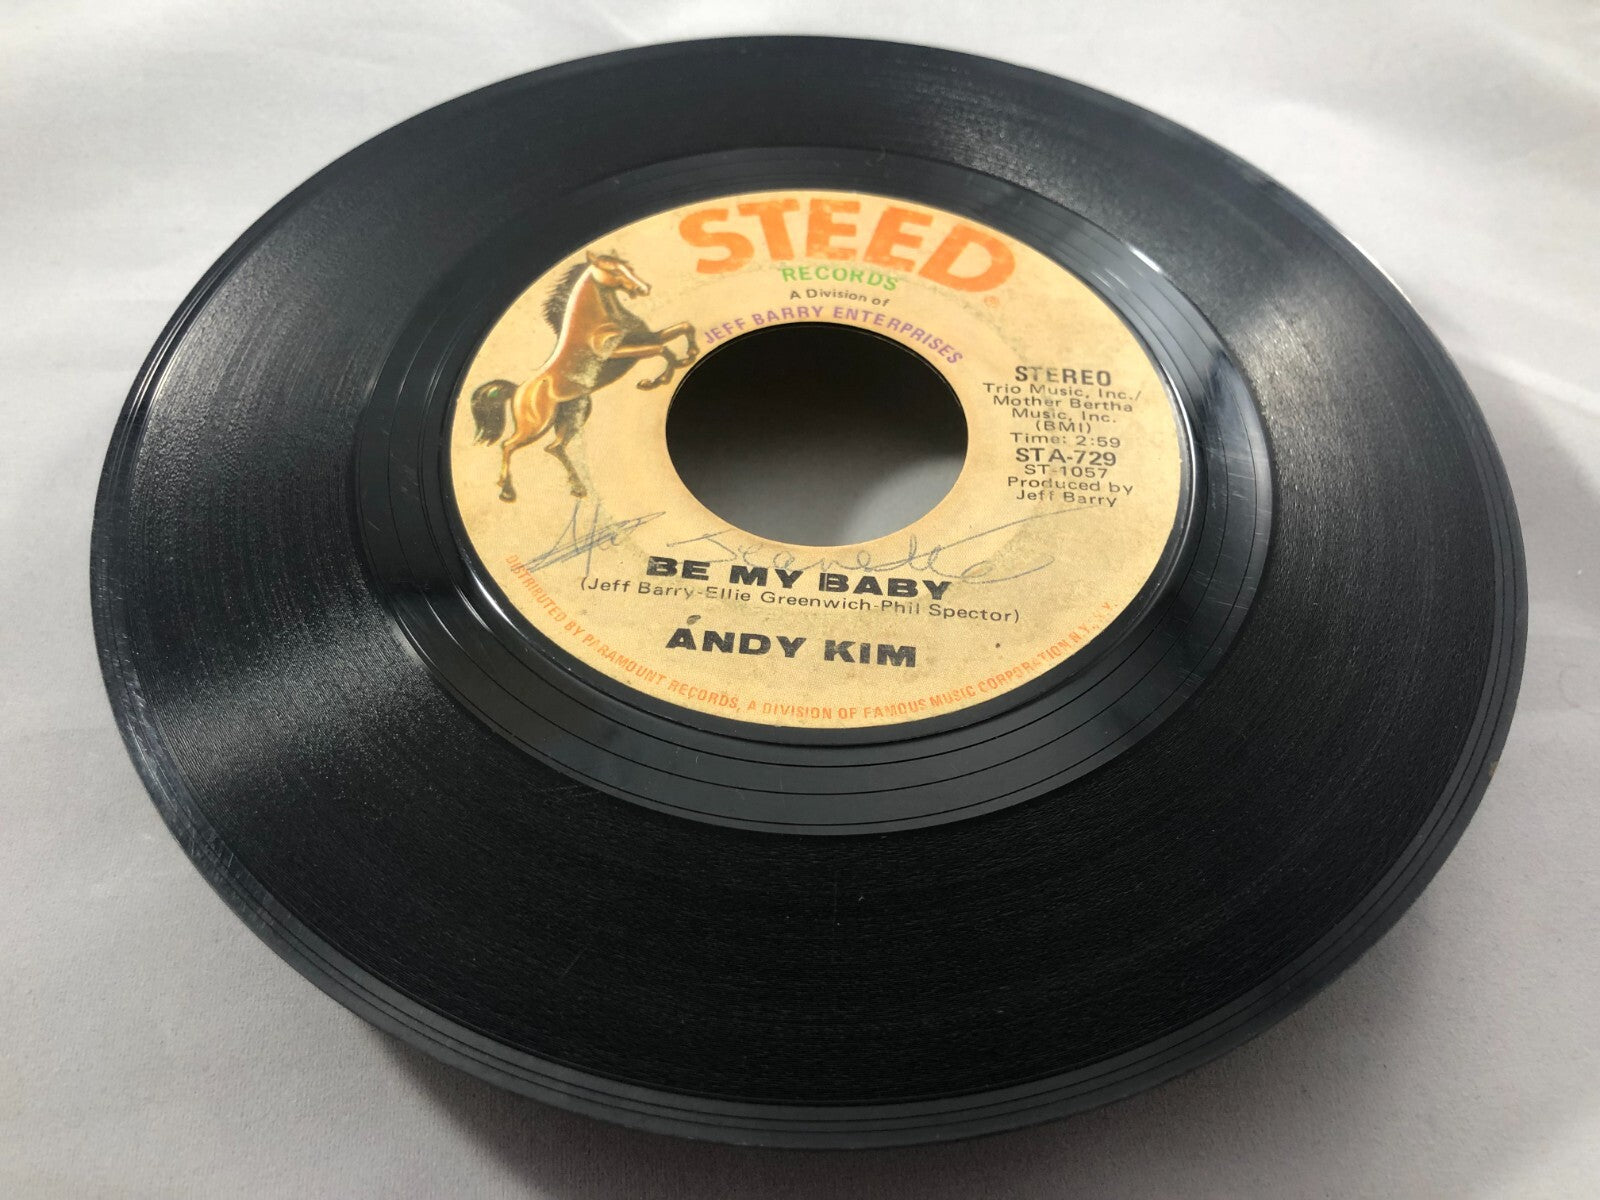 STEED®
RECORDS
A Division of
JEFF BARRY ENTERPRISES
STEREO
Trio Music, Inc./
Mother Bertha
Music, Inc.
(BMI)
Time: 2:59
STA-729
ST-1057
Produced by
Jeff Barry
Jeanette
BE MY BABY
(Jeff Barry-Ellie Greenwich-Phil Spector)
ANDY KIM
DISTRIBUTED BY PARAMOUNT RECORDS, A DIVISION OF FAMOUS MUSIC CORPORATION N.Y., N.Y.